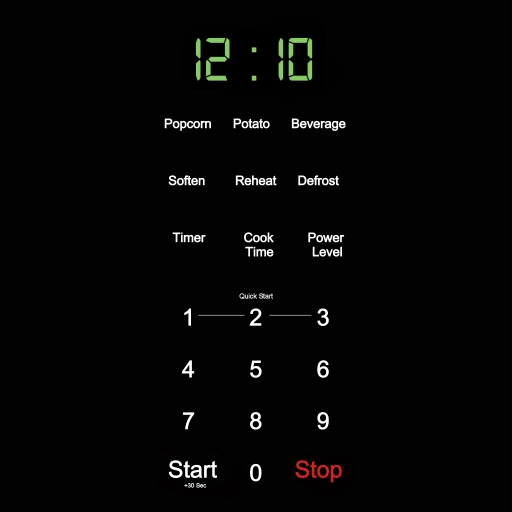 12:10
Popcorn Potato Beverage
Soften Reheat Defrost
Timer Cook Time Power Level
Quick Start
1 2 3
4 5 6
7 8 9
Start 0 Stop
+30 Sec